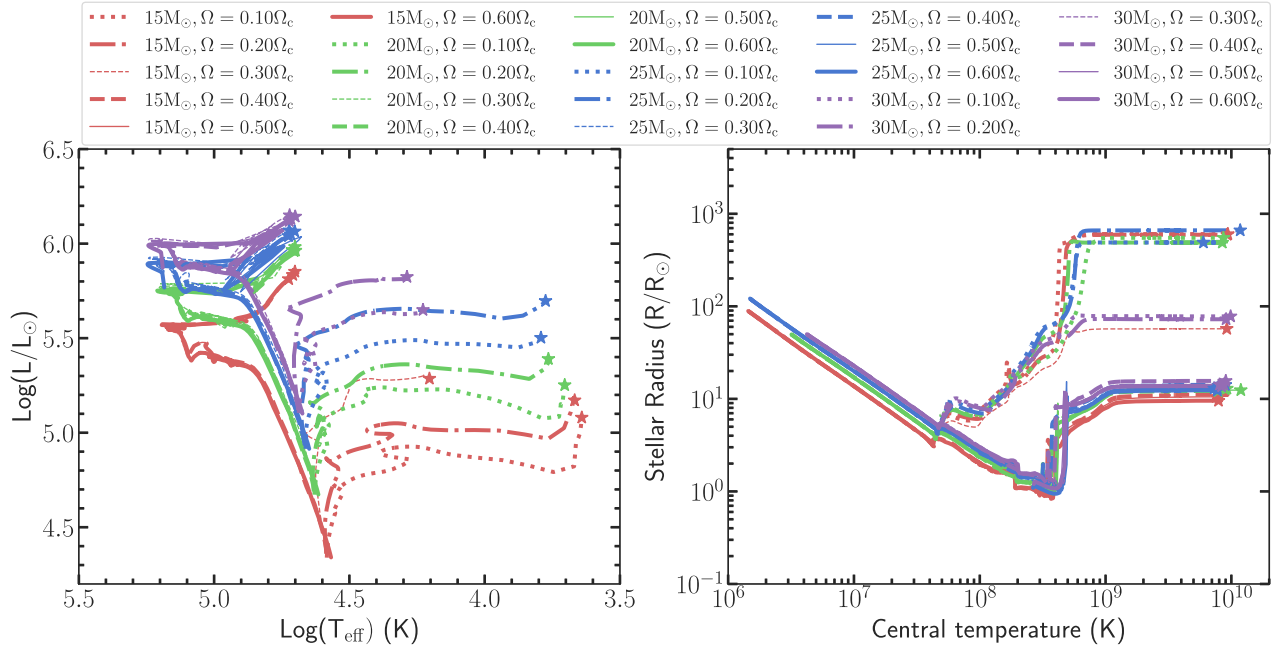 15M⊙, Ω = 0.10Ωc 15M⊙, Ω = 0.60Ωc 20M⊙, Ω = 0.50Ωc 25M⊙, Ω = 0.40Ωc 30M⊙, Ω = 0.30Ωc
15M⊙, Ω = 0.20Ωc 20M⊙, Ω = 0.10Ωc 20M⊙, Ω = 0.60Ωc 25M⊙, Ω = 0.50Ωc 30M⊙, Ω = 0.40Ωc
15M⊙, Ω = 0.30Ωc 20M⊙, Ω = 0.20Ωc 25M⊙, Ω = 0.10Ωc 25M⊙, Ω = 0.60Ωc 30M⊙, Ω = 0.50Ωc
15M⊙, Ω = 0.40Ωc 20M⊙, Ω = 0.30Ωc 25M⊙, Ω = 0.20Ωc 30M⊙, Ω = 0.10Ωc 30M⊙, Ω = 0.60Ωc
15M⊙, Ω = 0.50Ωc 20M⊙, Ω = 0.40Ωc 25M⊙, Ω = 0.30Ωc 30M⊙, Ω = 0.20Ωc
6.5
6.0
5.5
5.0
4.5
Log(L/L⊙)
5.5 5.0 4.5 4.0 3.5
Log(Teff) (K)
10³
10²
10¹
10⁰
10⁻¹
Stellar Radius (R/R⊙)
10⁶ 10⁷ 10⁸ 10⁹ 10¹⁰
Central temperature (K)